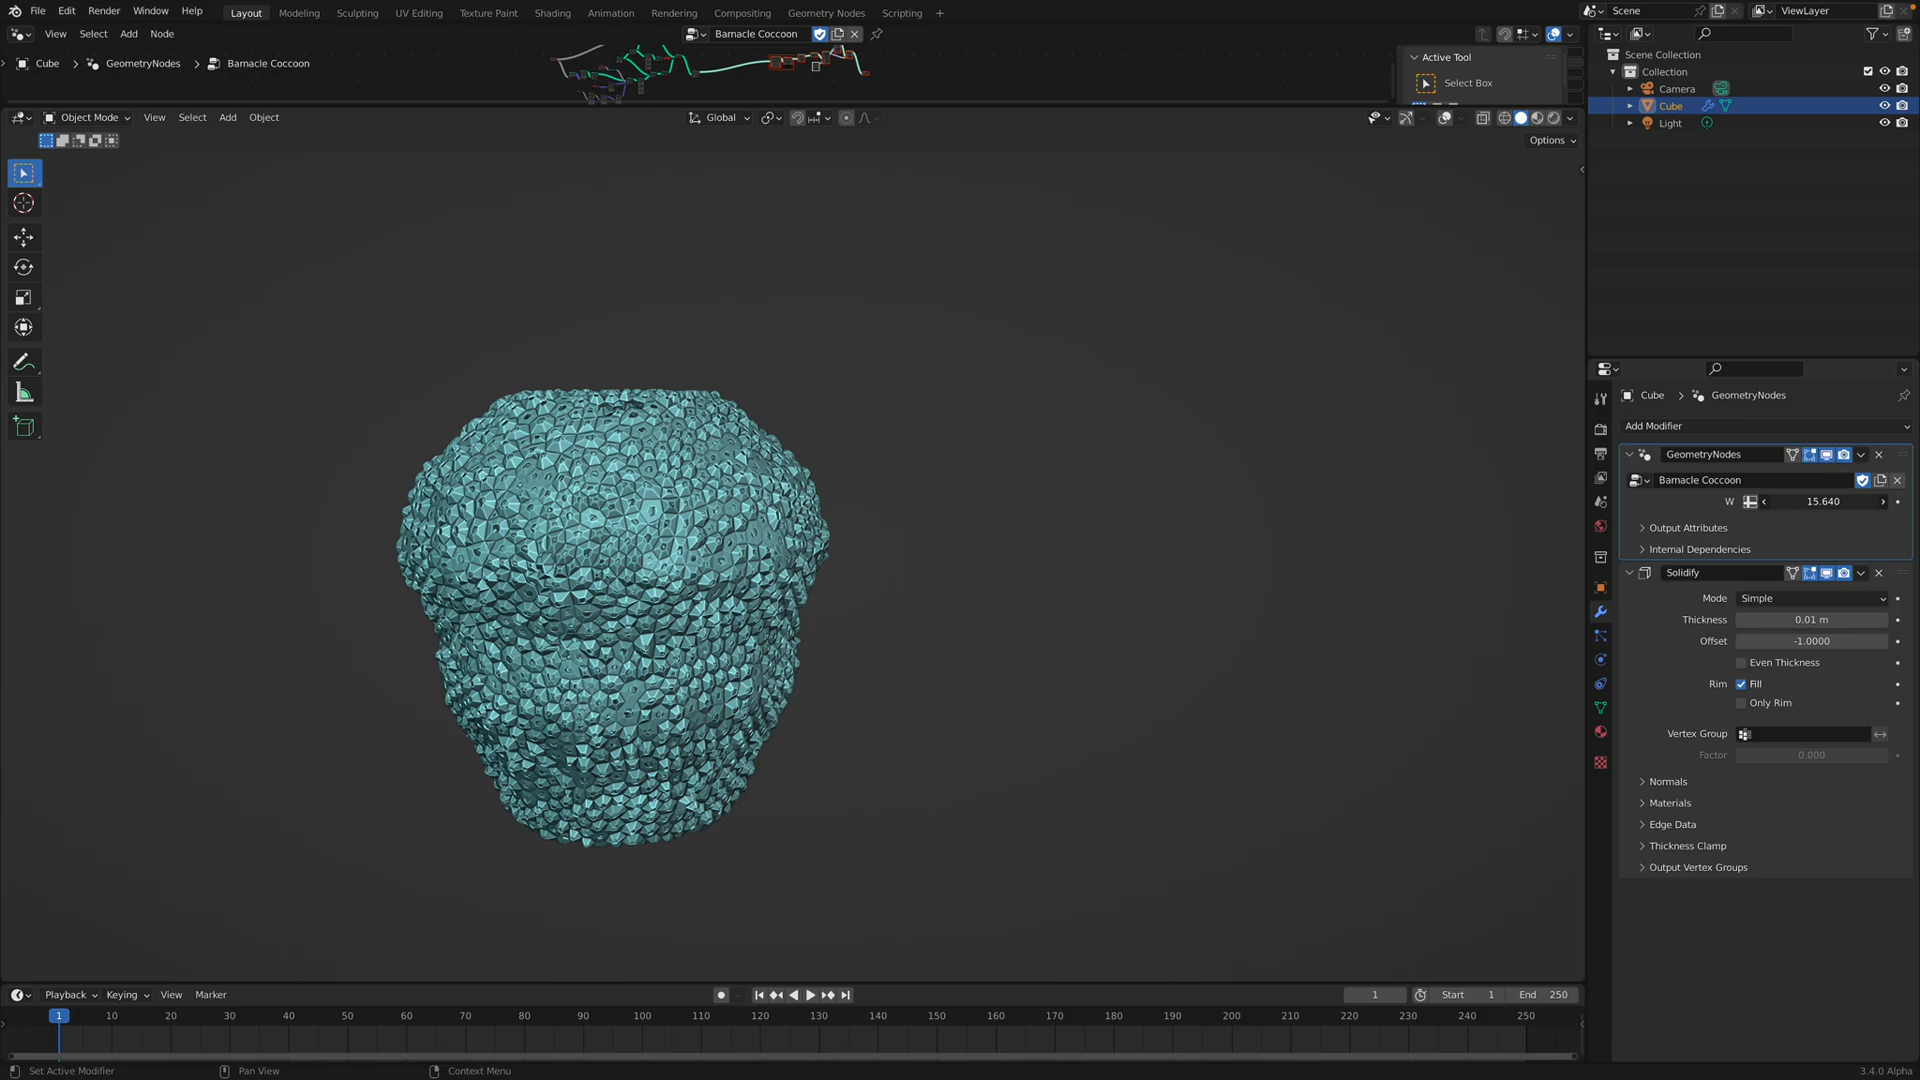 File Edit Render Window Help Layout Modeling Sculpting UV Editing Texture Paint Shading Animation Rendering Compositing Geometry Nodes Scripting + Scene ViewLayer
View Select Add Node Barnacle Coccoon
Cube > GeometryNodes > Barnacle Coccoon
Active Tool
Select Box
Object Mode View Select Add Object Global
Options
Scene Collection
Collection
Camera
Cube
Light
Cube > GeometryNodes
Add Modifier
GeometryNodes
Barnacle Coccoon
W 15.640
Output Attributes
Internal Dependencies
Solidify
Mode Simple
Thickness 0.01 m
Offset -1.0000
Even Thickness
Rim Fill
Only Rim
Vertex Group
Factor 0.000
Normals
Materials
Edge Data
Thickness Clamp
Output Vertex Groups
Playback Keying View Marker 1 Start 1 End 250
1 10 20 30 40 50 60 70 80 90 100 110 120 130 140 150 160 170 180 190 200 210 220 230 240 250
Set Active Modifier Pan View Context Menu 3.4.0 Alpha